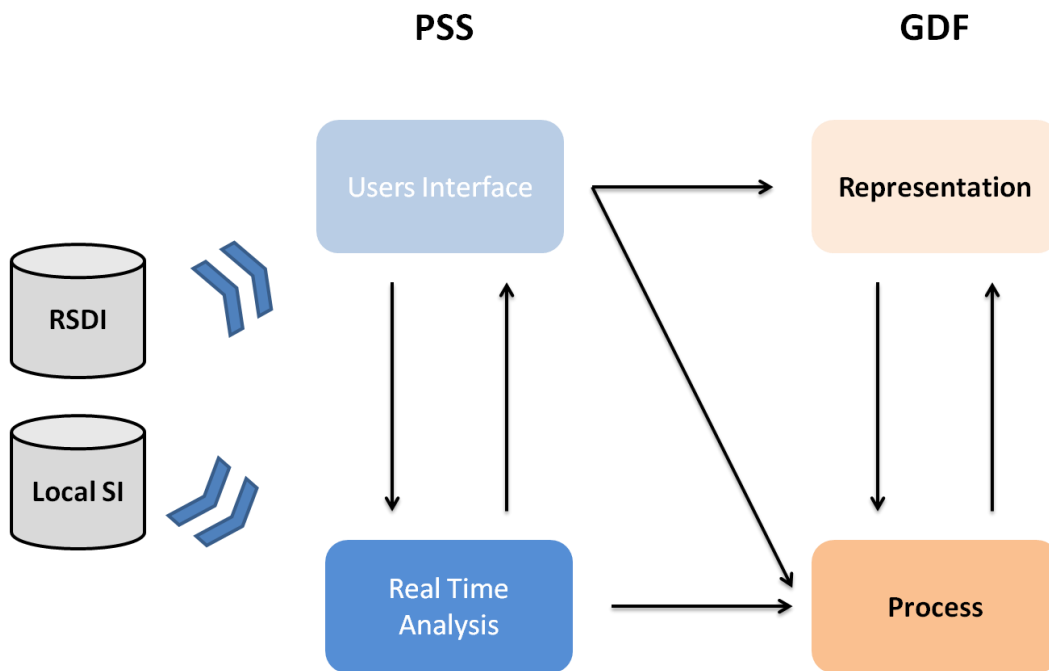 PSS
GDF
Users Interface
Representation
RSDI
Local SI
Real Time
Analysis
Process